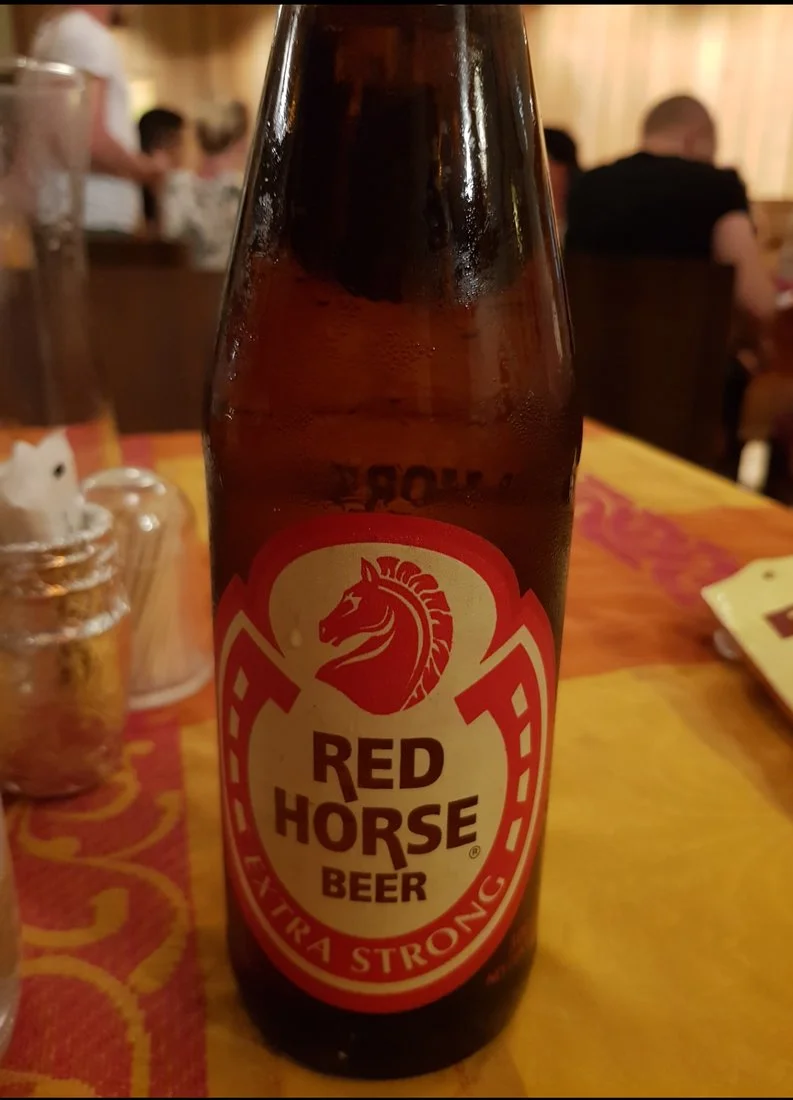 RED
HORSE®
BEER
EXTRA STRONG